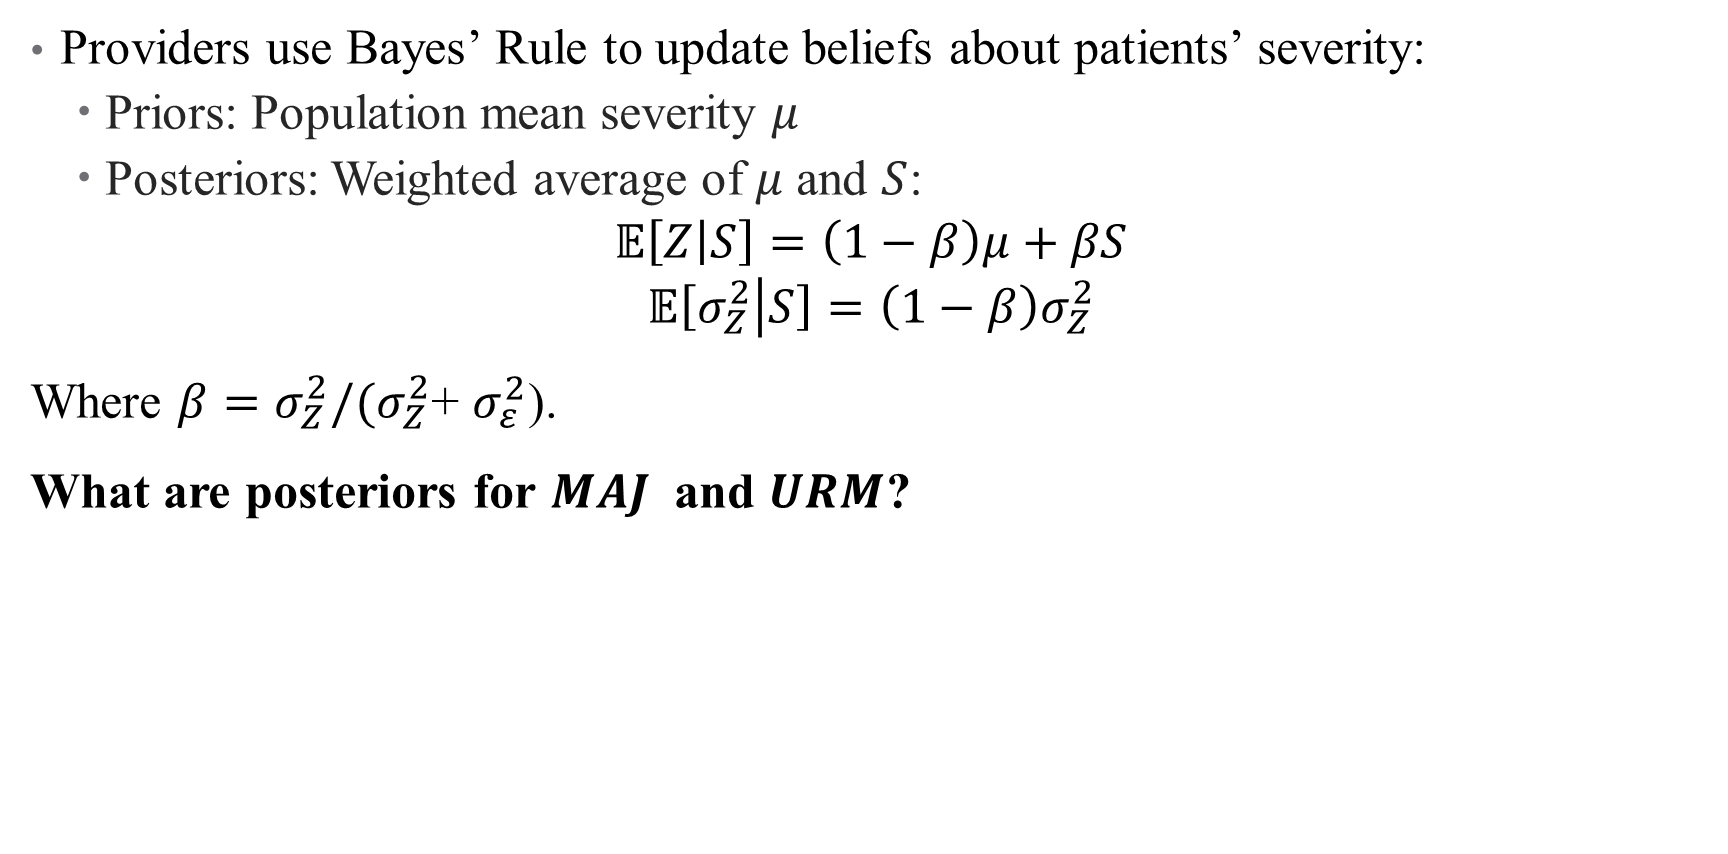 • Providers use Bayes’ Rule to update beliefs about patients’ severity:
• Priors: Population mean severity μ
• Posteriors: Weighted average of μ and S:
𝔼[Z|S] = (1 − β)μ + βS
𝔼[σ_Z^2|S] = (1 − β)σ_Z^2
Where β = σ_Z^2/(σ_Z^2+ σ_ε^2).
What are posteriors for MAJ and URM?